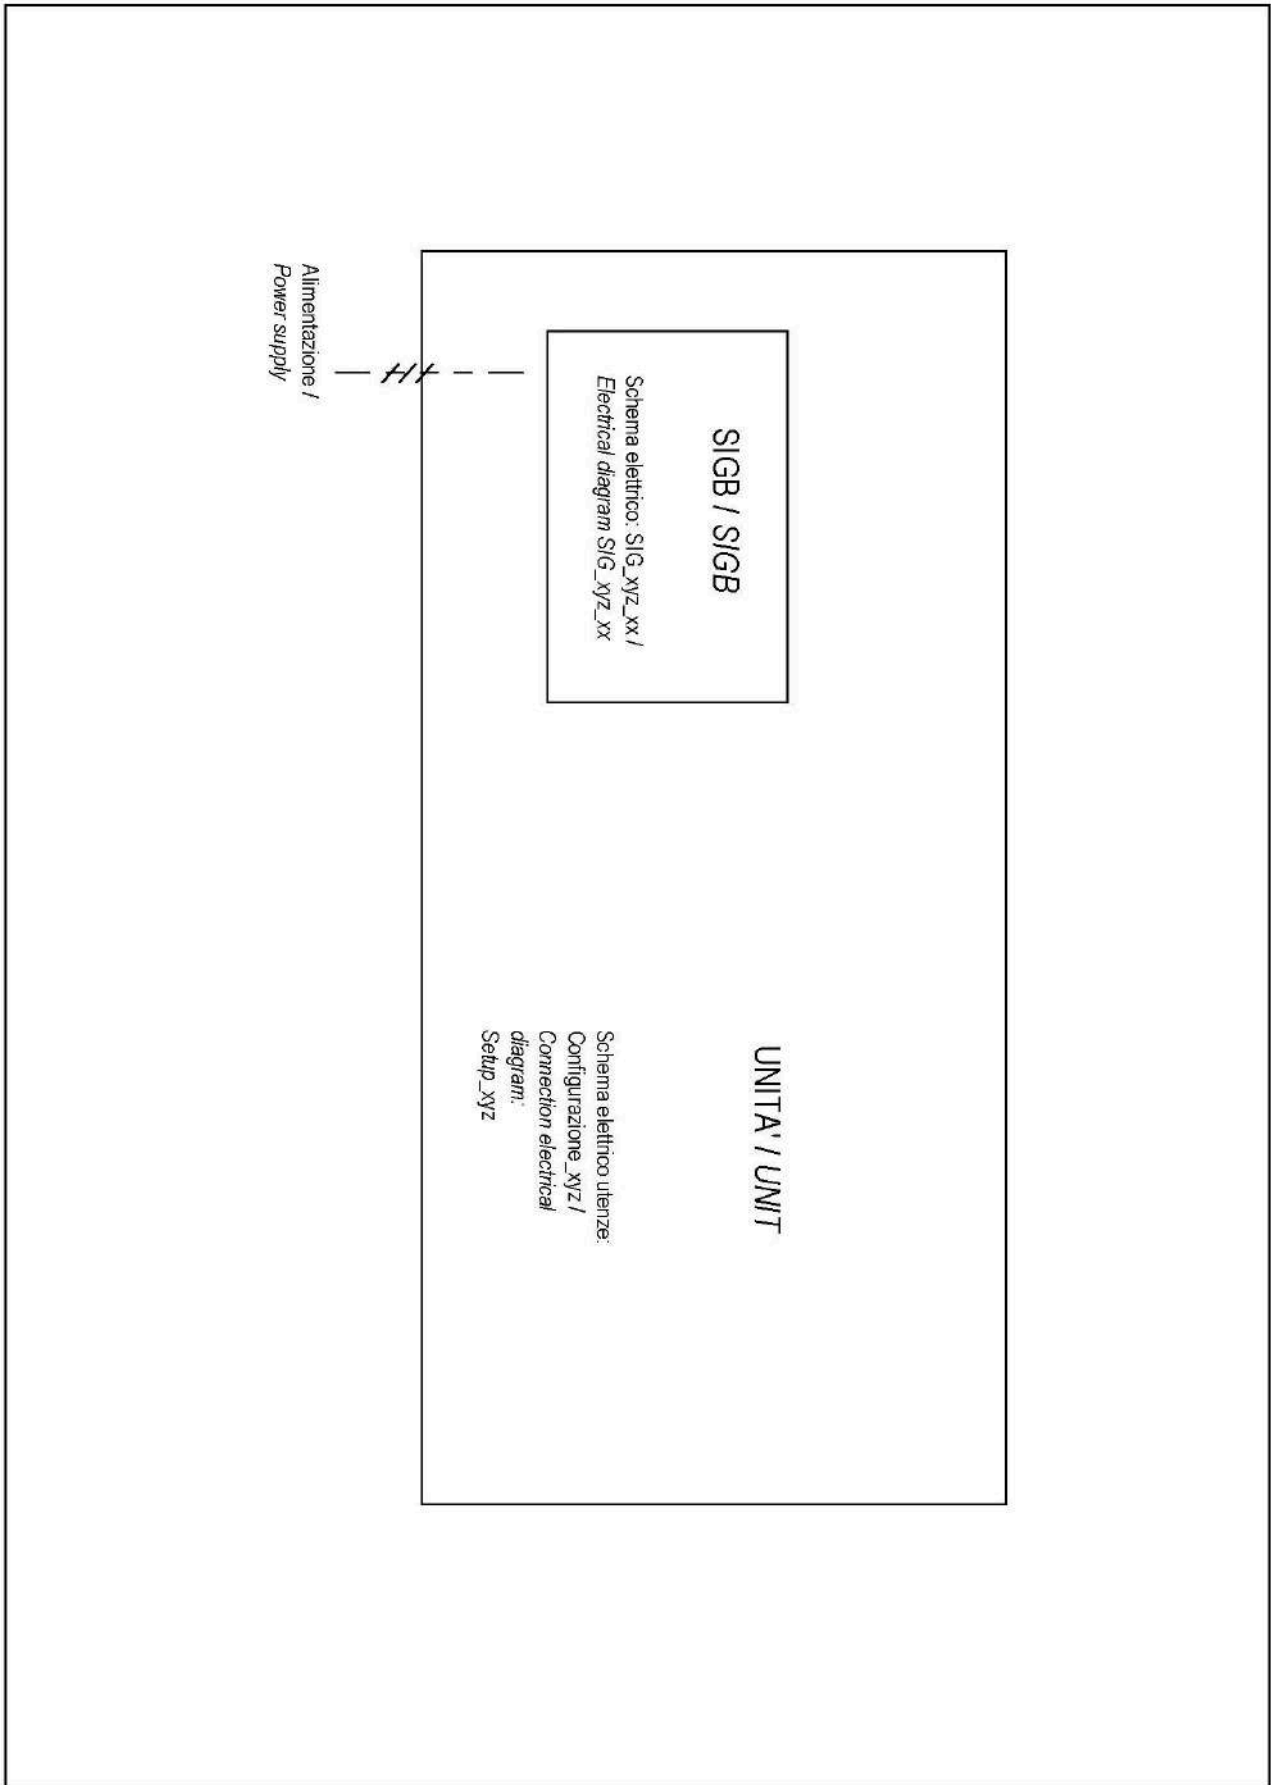 SIGB / SIGB
Schema elettrico: SIG_xyz_xx /
Electrical diagram SIG_xyz_xx
UNITA' / UNIT
Schema elettrico utenze:
Configurazione_xyz /
Connection electrical
diagram:
Setup_xyz
Alimentazione /
Power supply